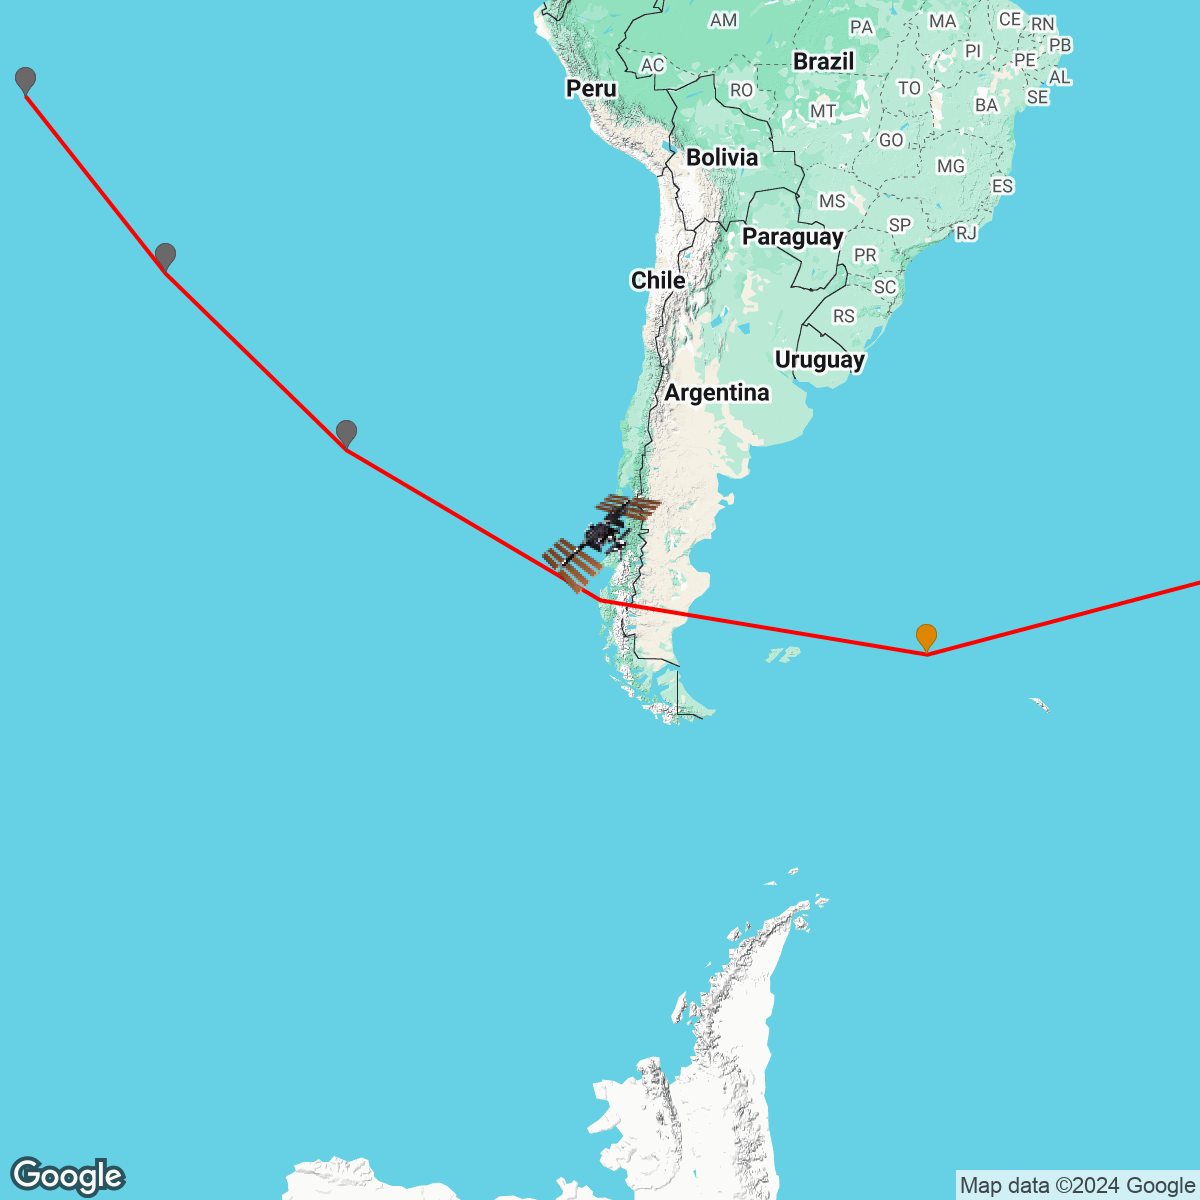 AM
PA
MA
CE
RN
PI
PB
PE
AL
AC
Brazil
Peru
RO
TO
SE
MT
BA
GO
Bolivia
MG
ES
MS
SP
RJ
Paraguay
PR
Chile
SC
RS
Uruguay
Argentina
Google
Map data ©2024 Google